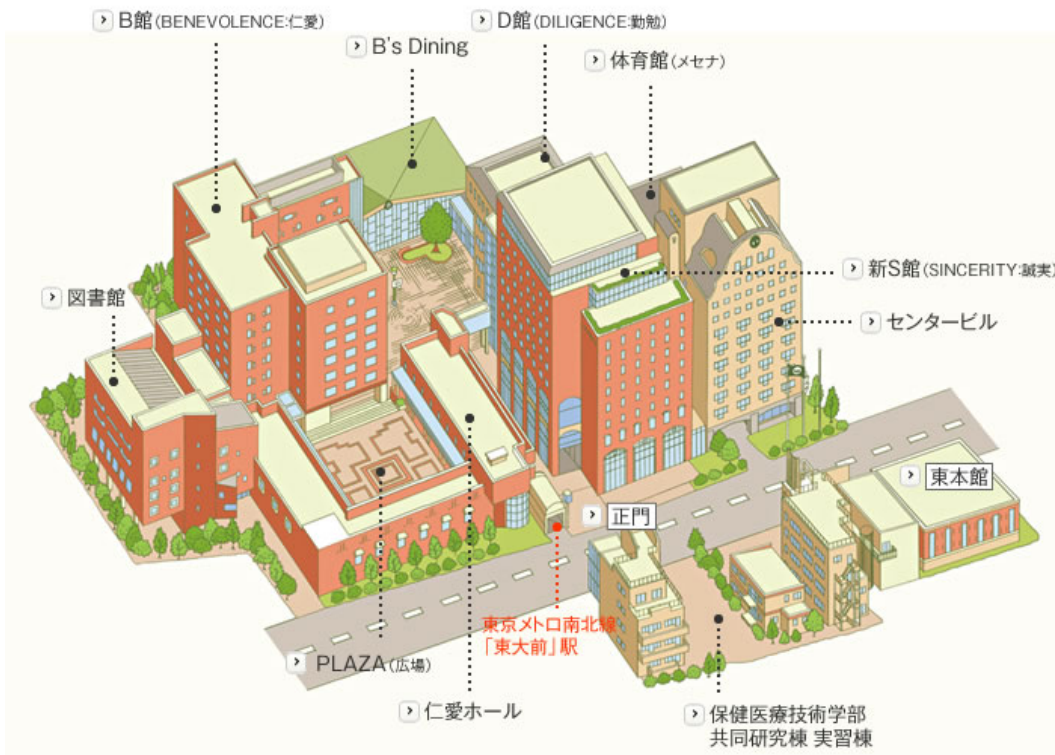 B館(BENEVOLENCE:仁愛)
D館(DILIGENCE:勤勉)
B's Dining
体育館(メセナ)
新S館(SINCERITY:誠実)
図書館
センタービル
東本館
正門
東京メトロ南北線
「東大前」駅
PLAZA(広場)
仁愛ホール
保健医療技術学部
共同研究棟 実習棟